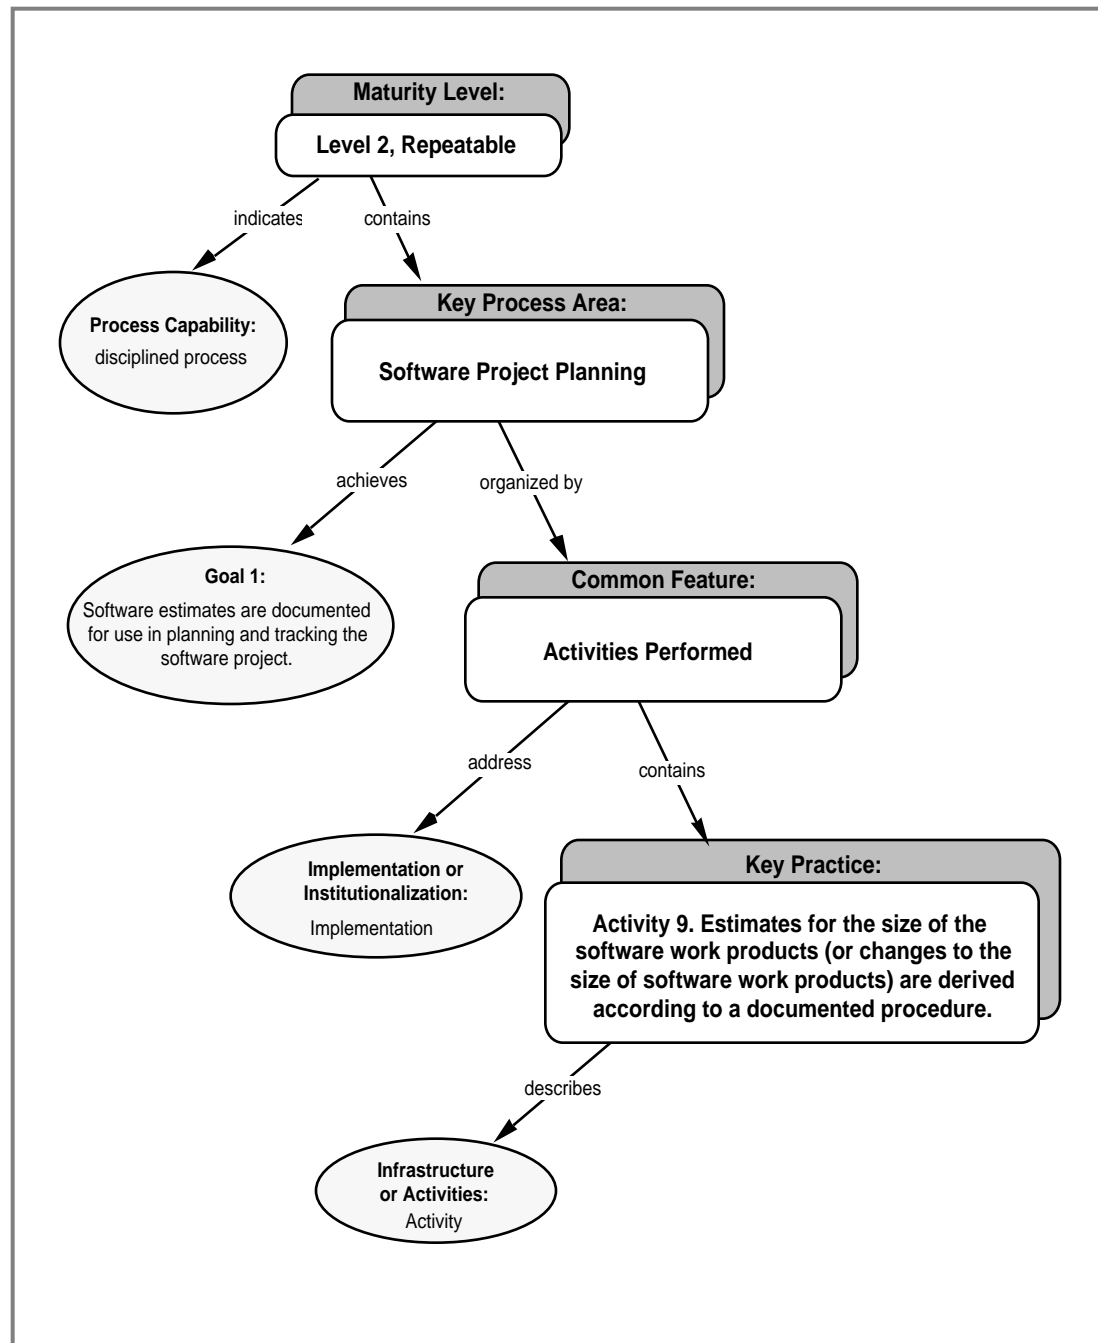 Maturity Level:
Level 2, Repeatable
indicates
contains
Process Capability:
disciplined process
Key Process Area:
Software Project Planning
achieves
organized by
Goal 1:
Software estimates are documented
for use in planning and tracking the
software project.
Common Feature:
Activities Performed
address
contains
Implementation or
Institutionalization:
Implementation
Key Practice:
Activity 9. Estimates for the size of the
software work products (or changes to the
size of software work products) are derived
according to a documented procedure.
describes
Infrastructure
or Activities:
Activity